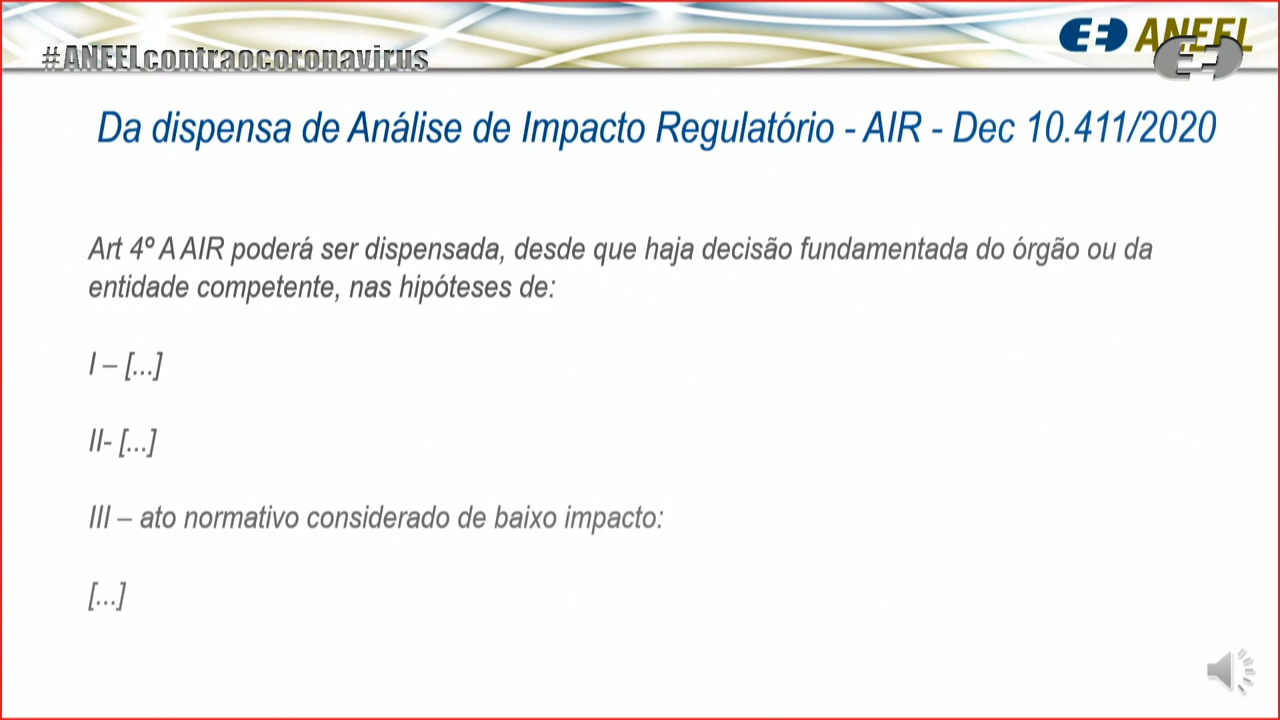 #ANEELcontraocoronavirus
ANEEL
Da dispensa de Análise de Impacto Regulatório - AIR - Dec 10.411/2020
Art 4º A AIR poderá ser dispensada, desde que haja decisão fundamentada do órgão ou da
entidade competente, nas hipóteses de:
I – [...]
II- [...]
III – ato normativo considerado de baixo impacto:
[...]